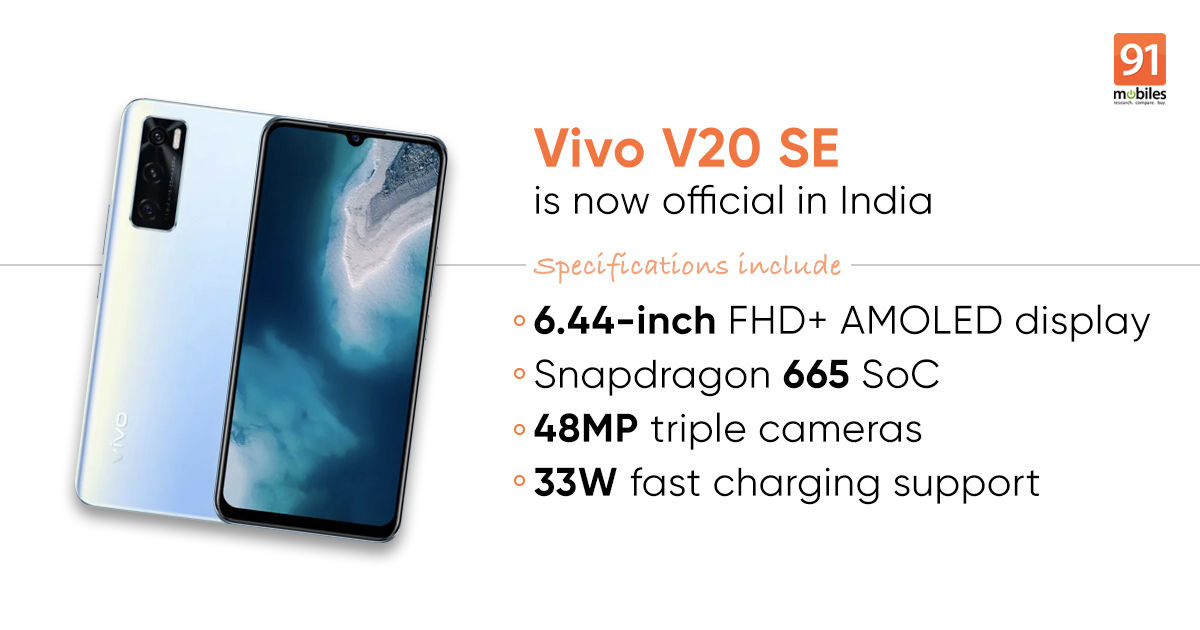 91
mobiles
research. compare. buy
Vivo V20 SE
is now official in India
Specifications include
6.44-inch FHD+ AMOLED display
Snapdragon 665 SoC
48MP triple cameras
33W fast charging support
vivo